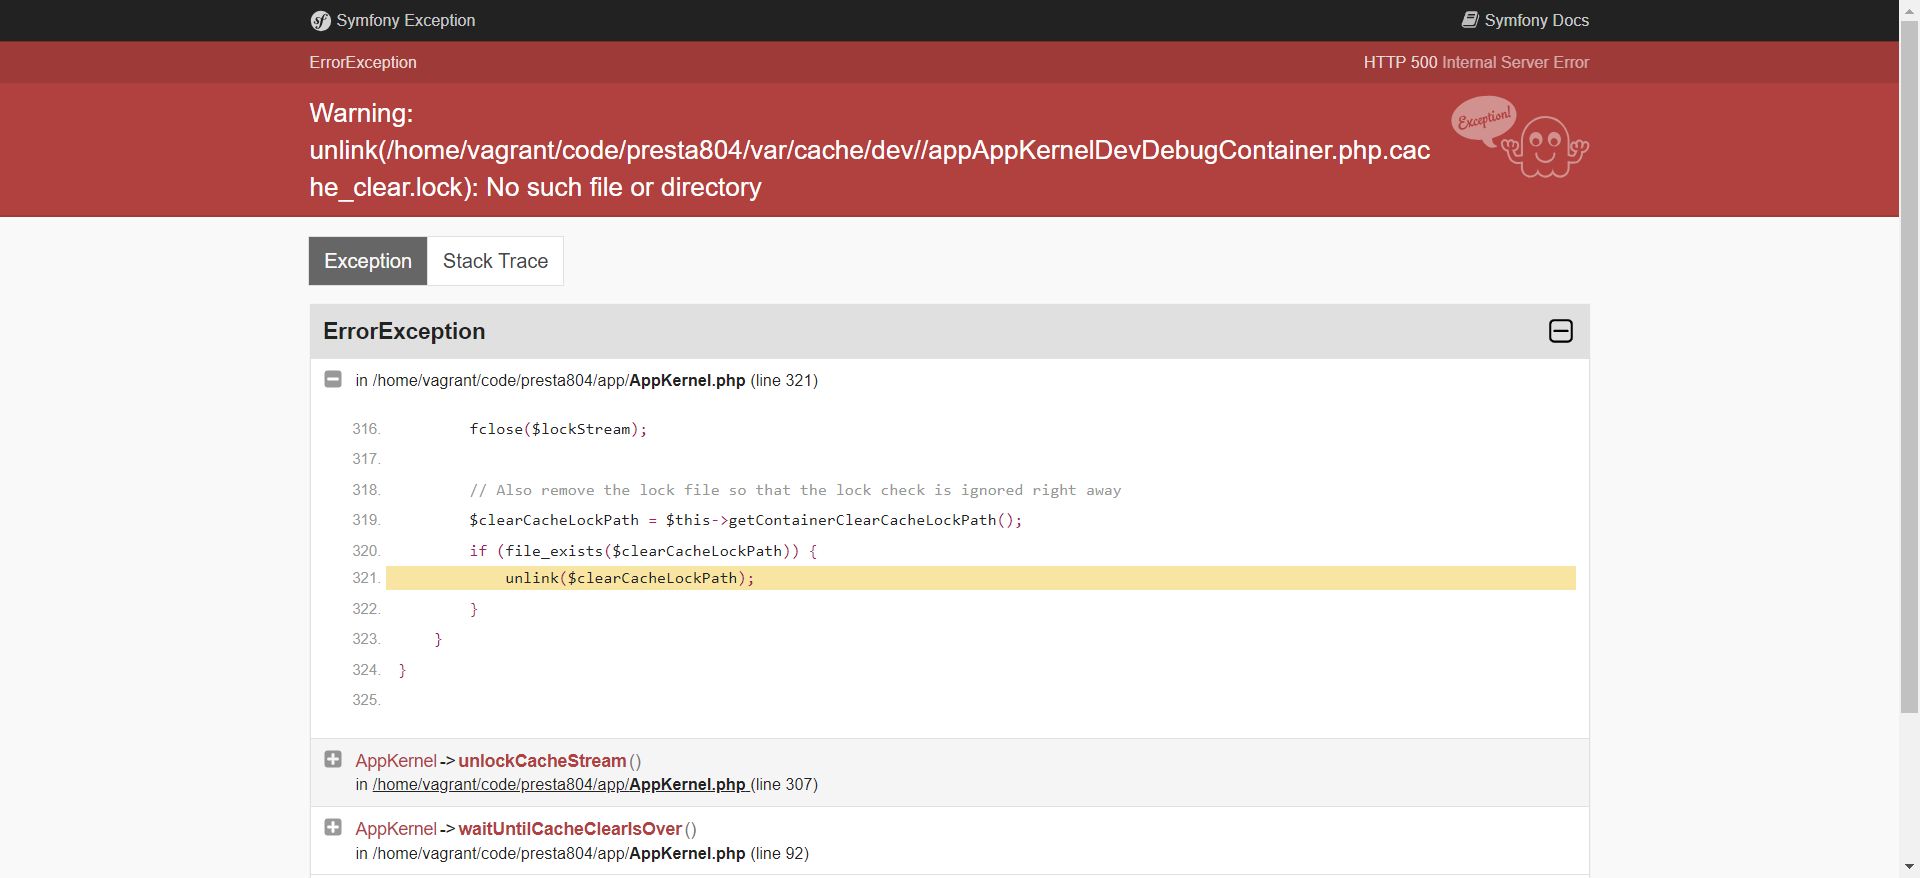 Symfony Exception
Symfony Docs
ErrorException
HTTP 500 Internal Server Error
Warning:
unlink(/home/vagrant/code/presta804/var/cache/dev//appAppKernelDevDebugContainer.php.cac
he_clear.lock): No such file or directory
Exception!
Exception
Stack Trace
ErrorException
in /home/vagrant/code/presta804/app/AppKernel.php (line 321)
316. fclose($lockStream);
317.
318. // Also remove the lock file so that the lock check is ignored right away
319. $clearCacheLockPath = $this->getContainerClearCacheLockPath();
320. if (file_exists($clearCacheLockPath)) {
321. unlink($clearCacheLockPath);
322. }
323. }
324. }
325.
AppKernel->unlockCacheStream()
in /home/vagrant/code/presta804/app/AppKernel.php (line 307)
AppKernel->waitUntilCacheClearIsOver()
in /home/vagrant/code/presta804/app/AppKernel.php (line 92)